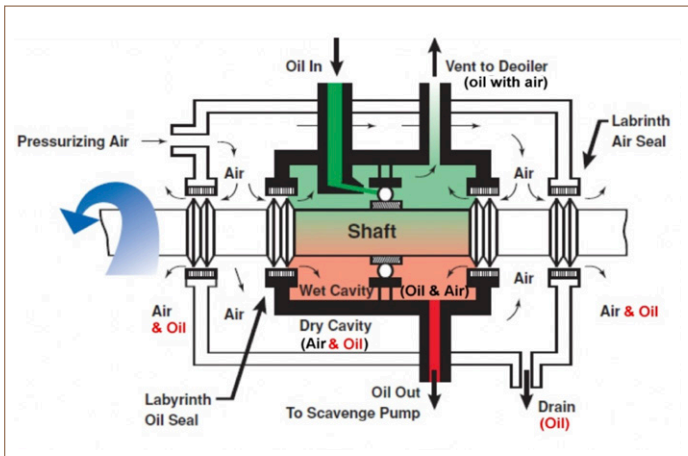 Oil In
Vent to Deoiler
(oil with air)
Labrinth
Air Seal
Pressurizing Air
Air
Air
Shaft
Wet Cavity
(Oil & Air)
Air
& Oil
Air
Dry Cavity
(Air & Oil)
Air
Air & Oil
Labyrinth
Oil Seal
Oil Out
To Scavenge Pump
Drain
(Oil)